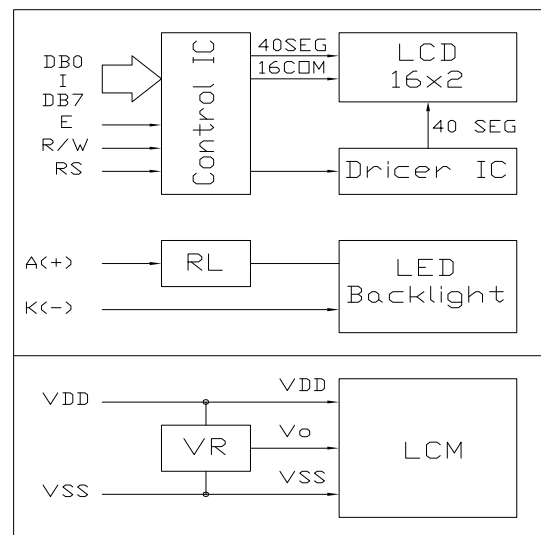 DB0
I
DB7
E
R/W
RS
Control IC
40SEG
16COM
LCD
16x2
40 SEG
Dricer IC
A(+)
RL
LED
Backlight
K(-)
VDD
VDD
VR
Vo
LCM
VSS
VSS